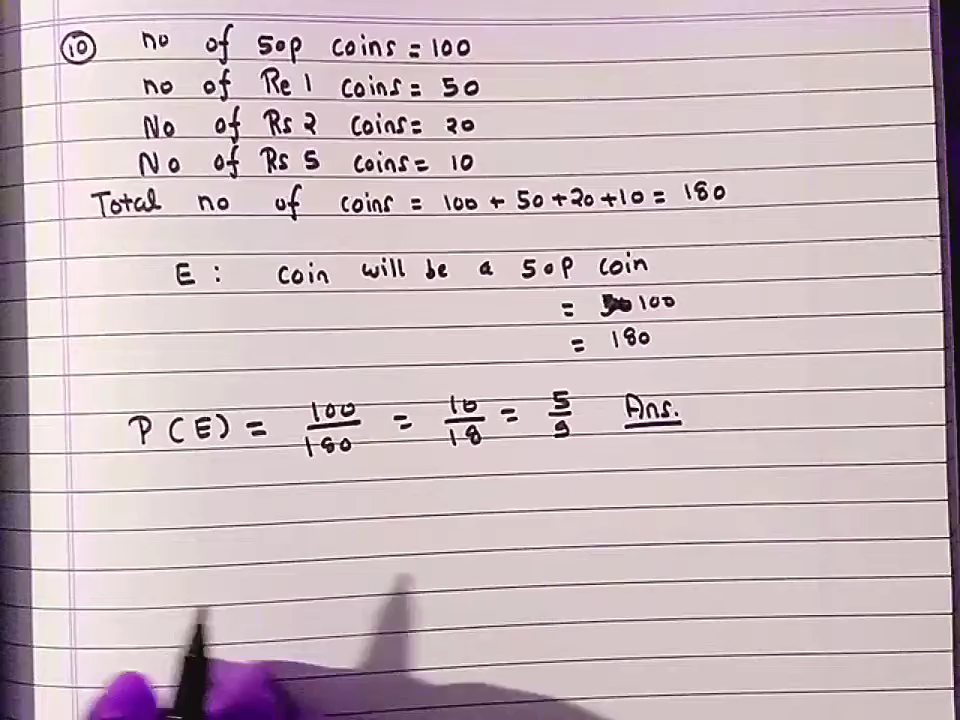 10 no of 50p coins = 100
no of Re 1 coins = 50
No of Rs 2 coins = 20
No of Rs 5 coins = 10
Total no of coins = 100 + 50 + 20 + 10 = 180
E : coin will be a 50p coin
= 100
= 180
P(E) = 100/180 = 10/18 = 5/9 Ans.